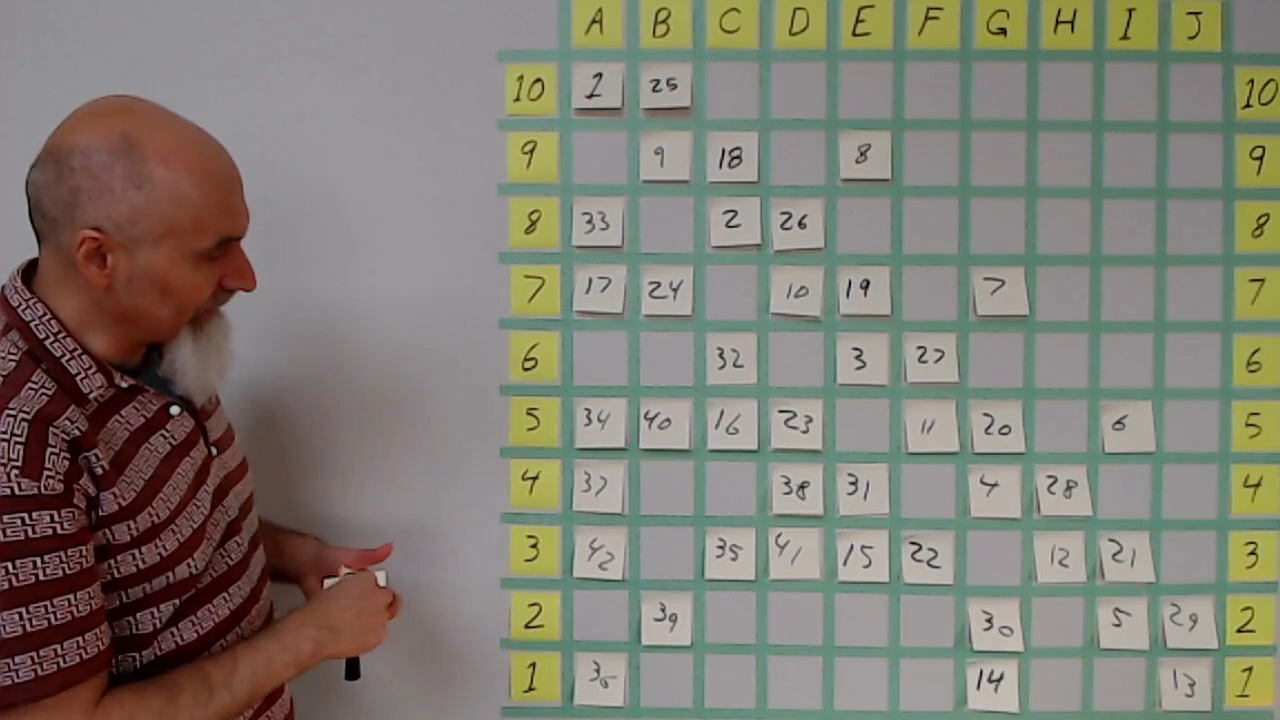 A B C D E F G H I J
10 1 25 10
9 9 18 8 9
8 33 2 26 8
7 17 24 10 19 7 7
6 32 3 27 6
5 34 40 16 23 11 20 6 5
4 37 38 31 4 28 4
3 42 35 41 15 22 12 21 3
2 39 30 5 29 2
1 36 14 13 1